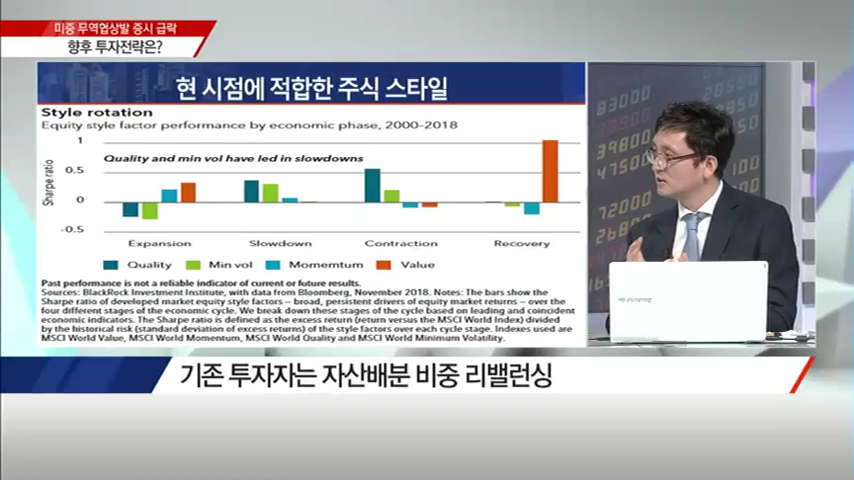 미중 무역협상발 증시 급락
향후 투자전략은?
현 시점에 적합한 주식 스타일
Style rotation
Equity style factor performance by economic phase, 2000-2018
1
Quality and min vol have led in slowdowns
0.5
0
-0.5
Sharpe ratio
Expansion Slowdown Contraction Recovery
Quality Min vol Momentum Value
Past performance is not a reliable indicator of current or future results.
Sources: BlackRock Investment Institute, with data from Bloomberg, November 2018. Notes: The bars show the
Sharpe ratio of developed market equity style factors – broad, persistent drivers of equity market returns – over the
four different stages of the economic cycle. We break down these stages of the cycle based on leading and coincident
economic indicators. The Sharpe ratio is defined as the excess return (return versus the MSCI World Index) divided
by the historical risk (standard deviation of excess returns) of the style factors over each cycle stage. Indexes used are
MSCI World Value, MSCI World Momentum, MSCI World Quality and MSCI World Minimum Volatility.
83000
28550
28500
2850
39800
47500
72000
26800
기존 투자자는 자산배분 비중 리밸런싱